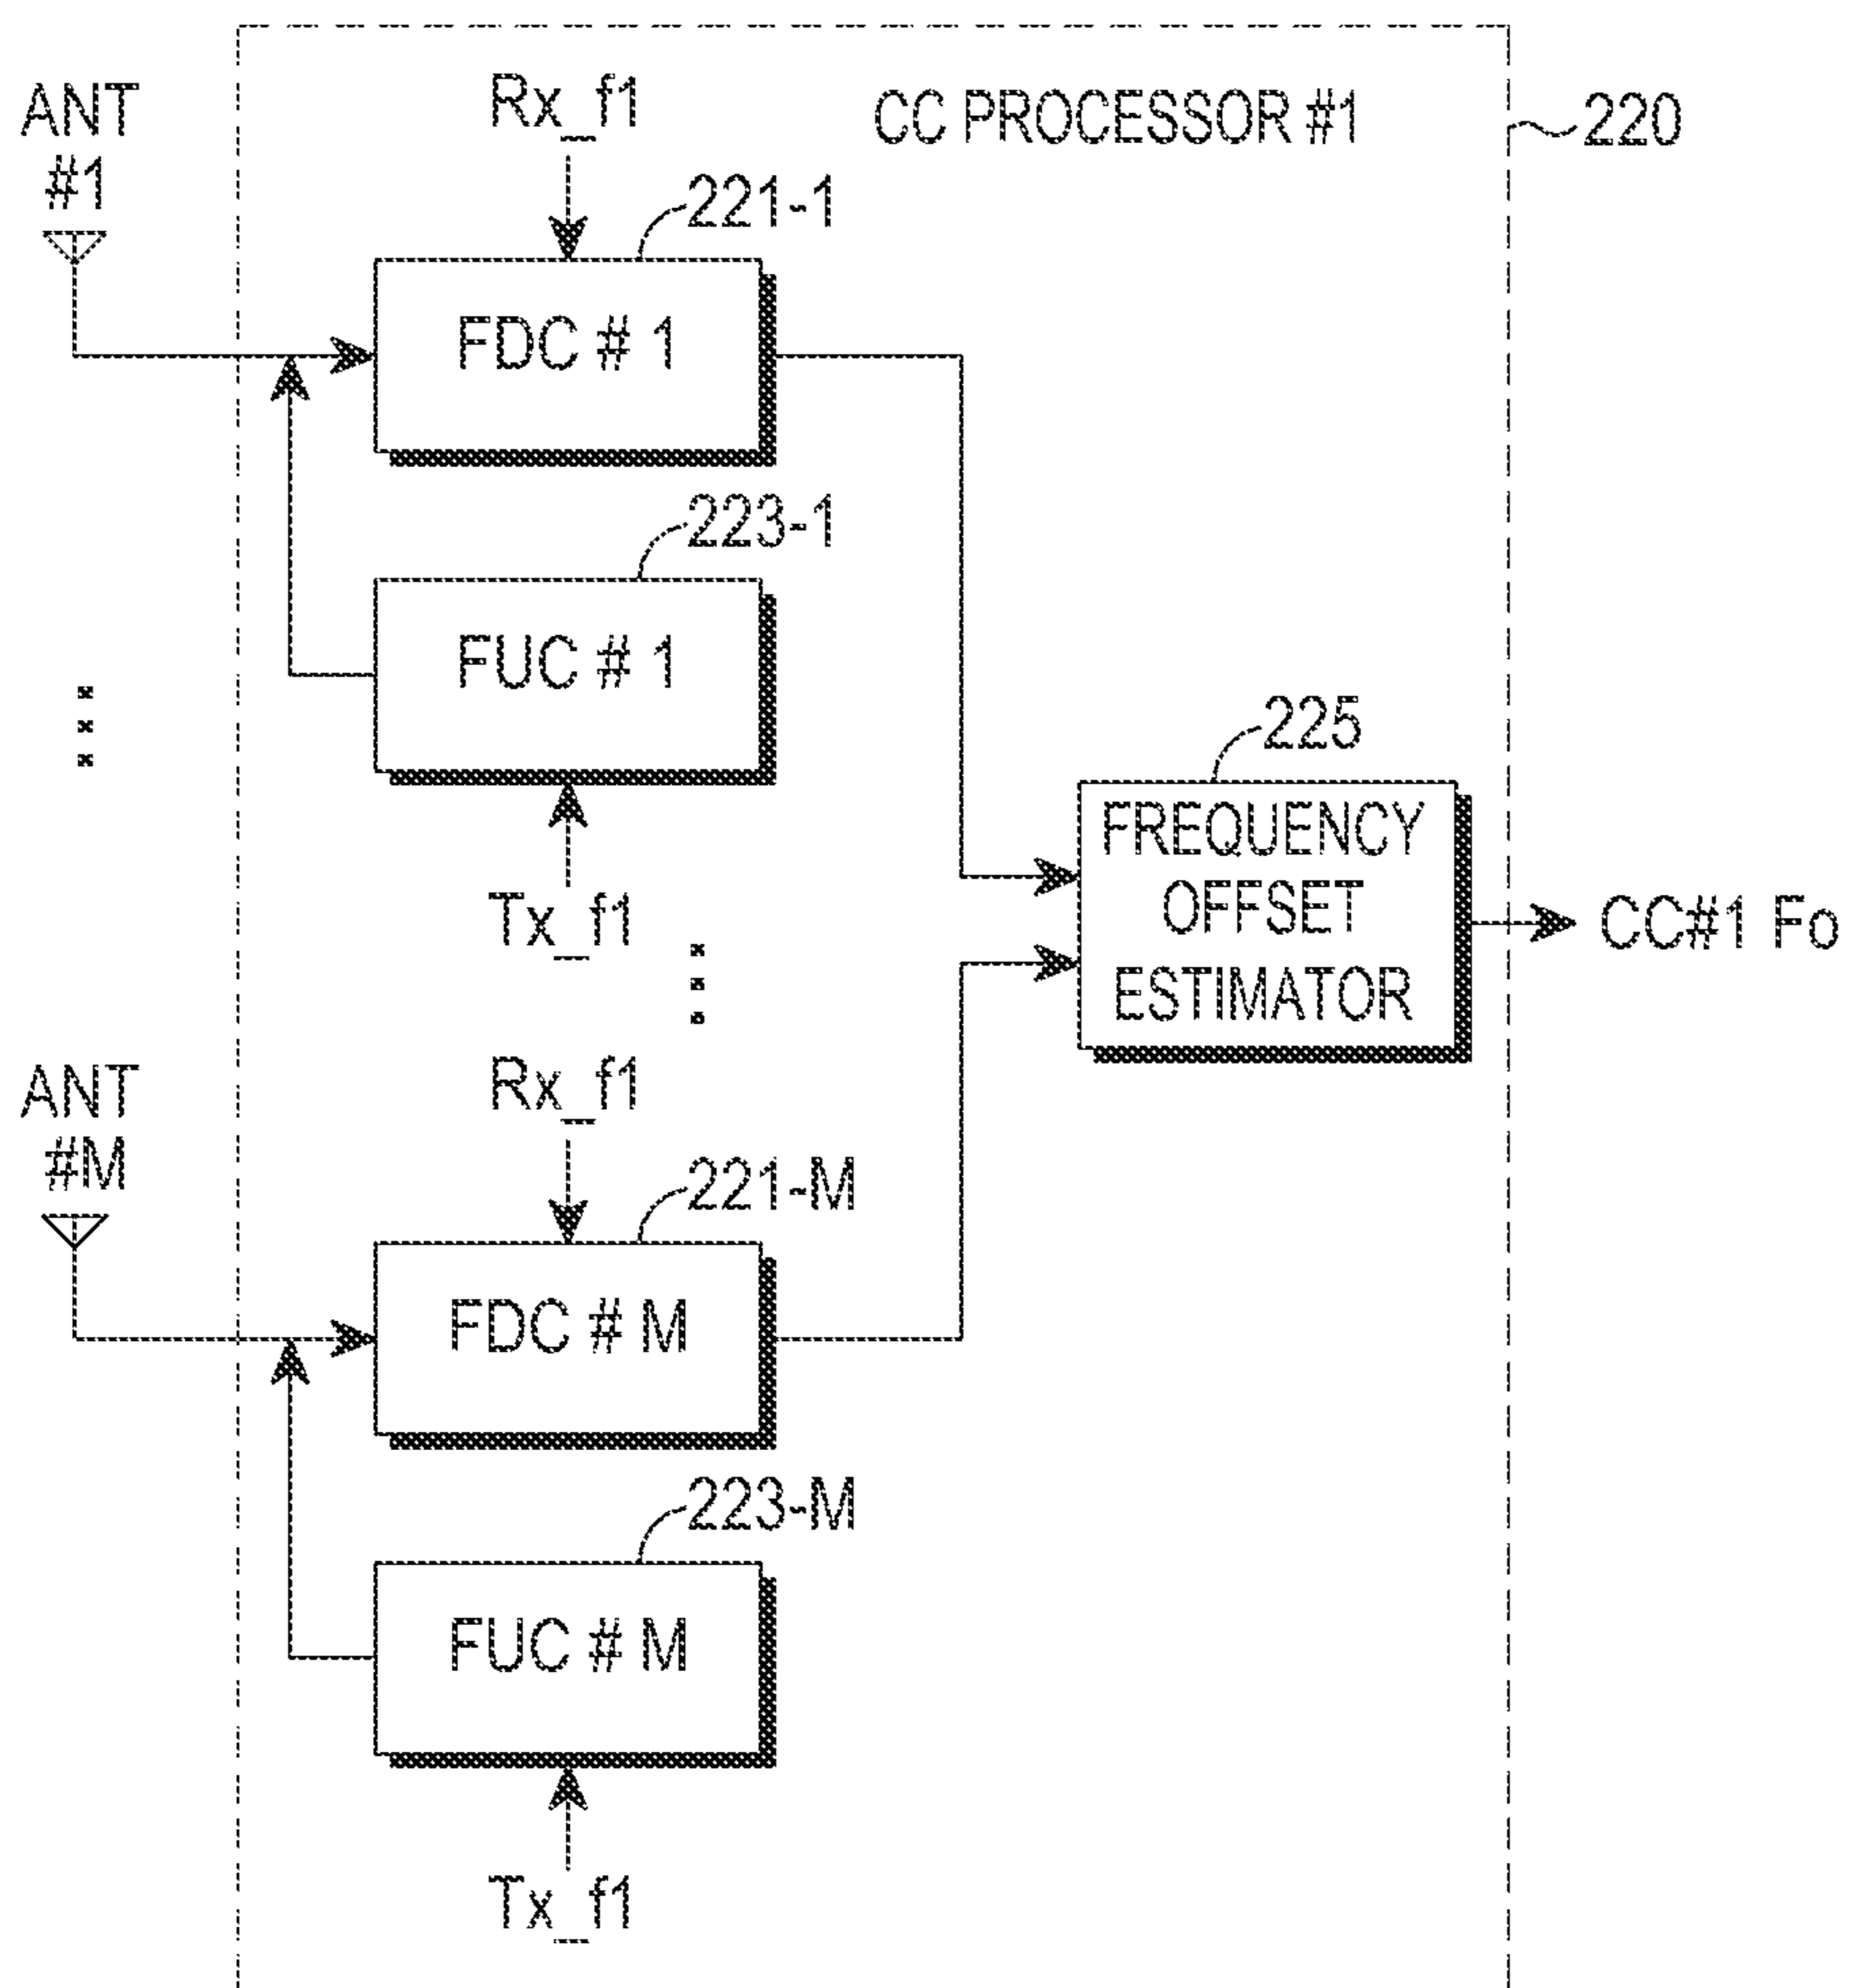 ANT
#1
Rx_f1
CC PROCESSOR #1
220
221-1
FDC # 1
223-1
FUC # 1
Tx_f1
225
FREQUENCY
OFFSET
ESTIMATOR
CC#1 Fo
ANT
#M
Rx_f1
221-M
FDC # M
223-M
FUC # M
Tx_f1